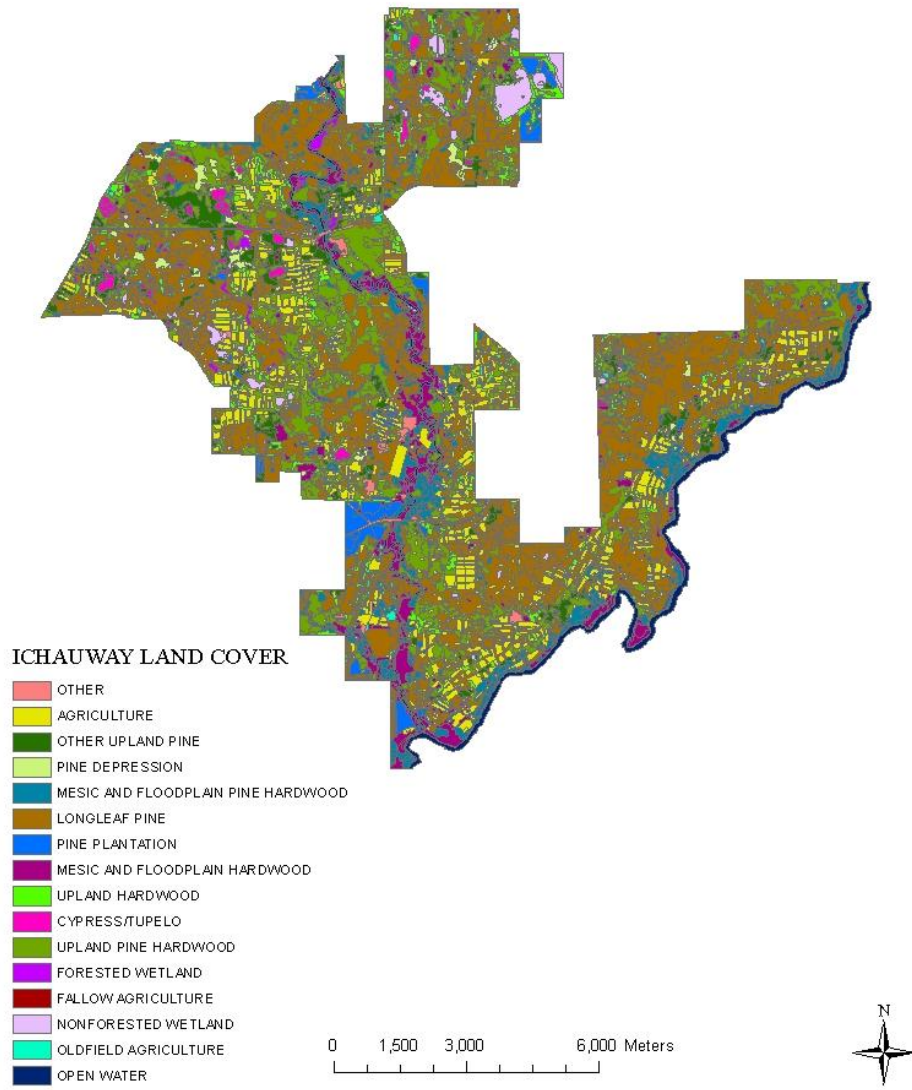 ICHAUWAY LAND COVER
OTHER
AGRICULTURE
OTHER UPLAND PINE
PINE DEPRESSION
MESIC AND FLOODPLAIN PINE HARDWOOD
LONGLEAF PINE
PINE PLANTATION
MESIC AND FLOODPLAIN HARDWOOD
UPLAND HARDWOOD
CYPRESS/TUPELO
UPLAND PINE HARDWOOD
FORESTED WETLAND
FALLOW AGRICULTURE
NONFORESTED WETLAND
OLDFIELD AGRICULTURE
OPEN WATER
0 1,500 3,000 6,000 Meters
N